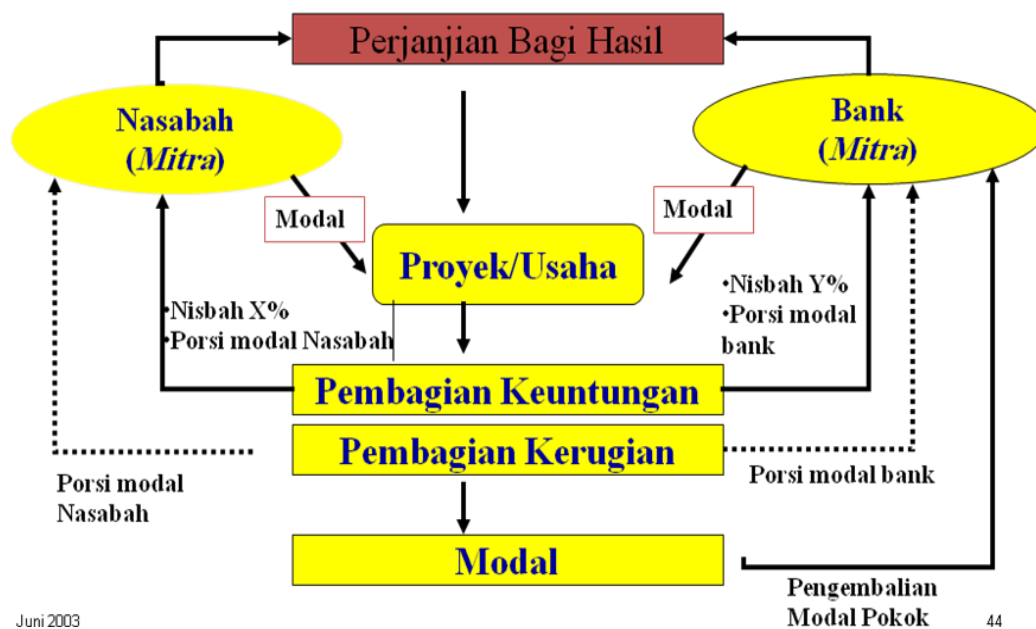 Perjanjian Bagi Hasil
Nasabah
(Mitra)
Bank
(Mitra)
Modal
Modal
Proyek/Usaha
•Nisbah X%
•Porsi modal Nasabah
•Nisbah Y%
•Porsi modal
bank
Pembagian Keuntungan
Pembagian Kerugian
Porsi modal
Nasabah
Porsi modal bank
Modal
Pengembalian
Modal Pokok
Juni 2003
44